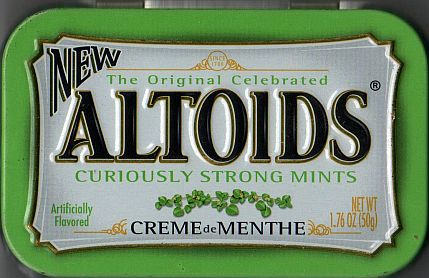 NEW
SINCE
1780
The Original Celebrated
ALTOIDS®
CURIOUSLY STRONG MINTS
Artificially
Flavored
NET WT
1.76 OZ (50g)
CREME de MENTHE